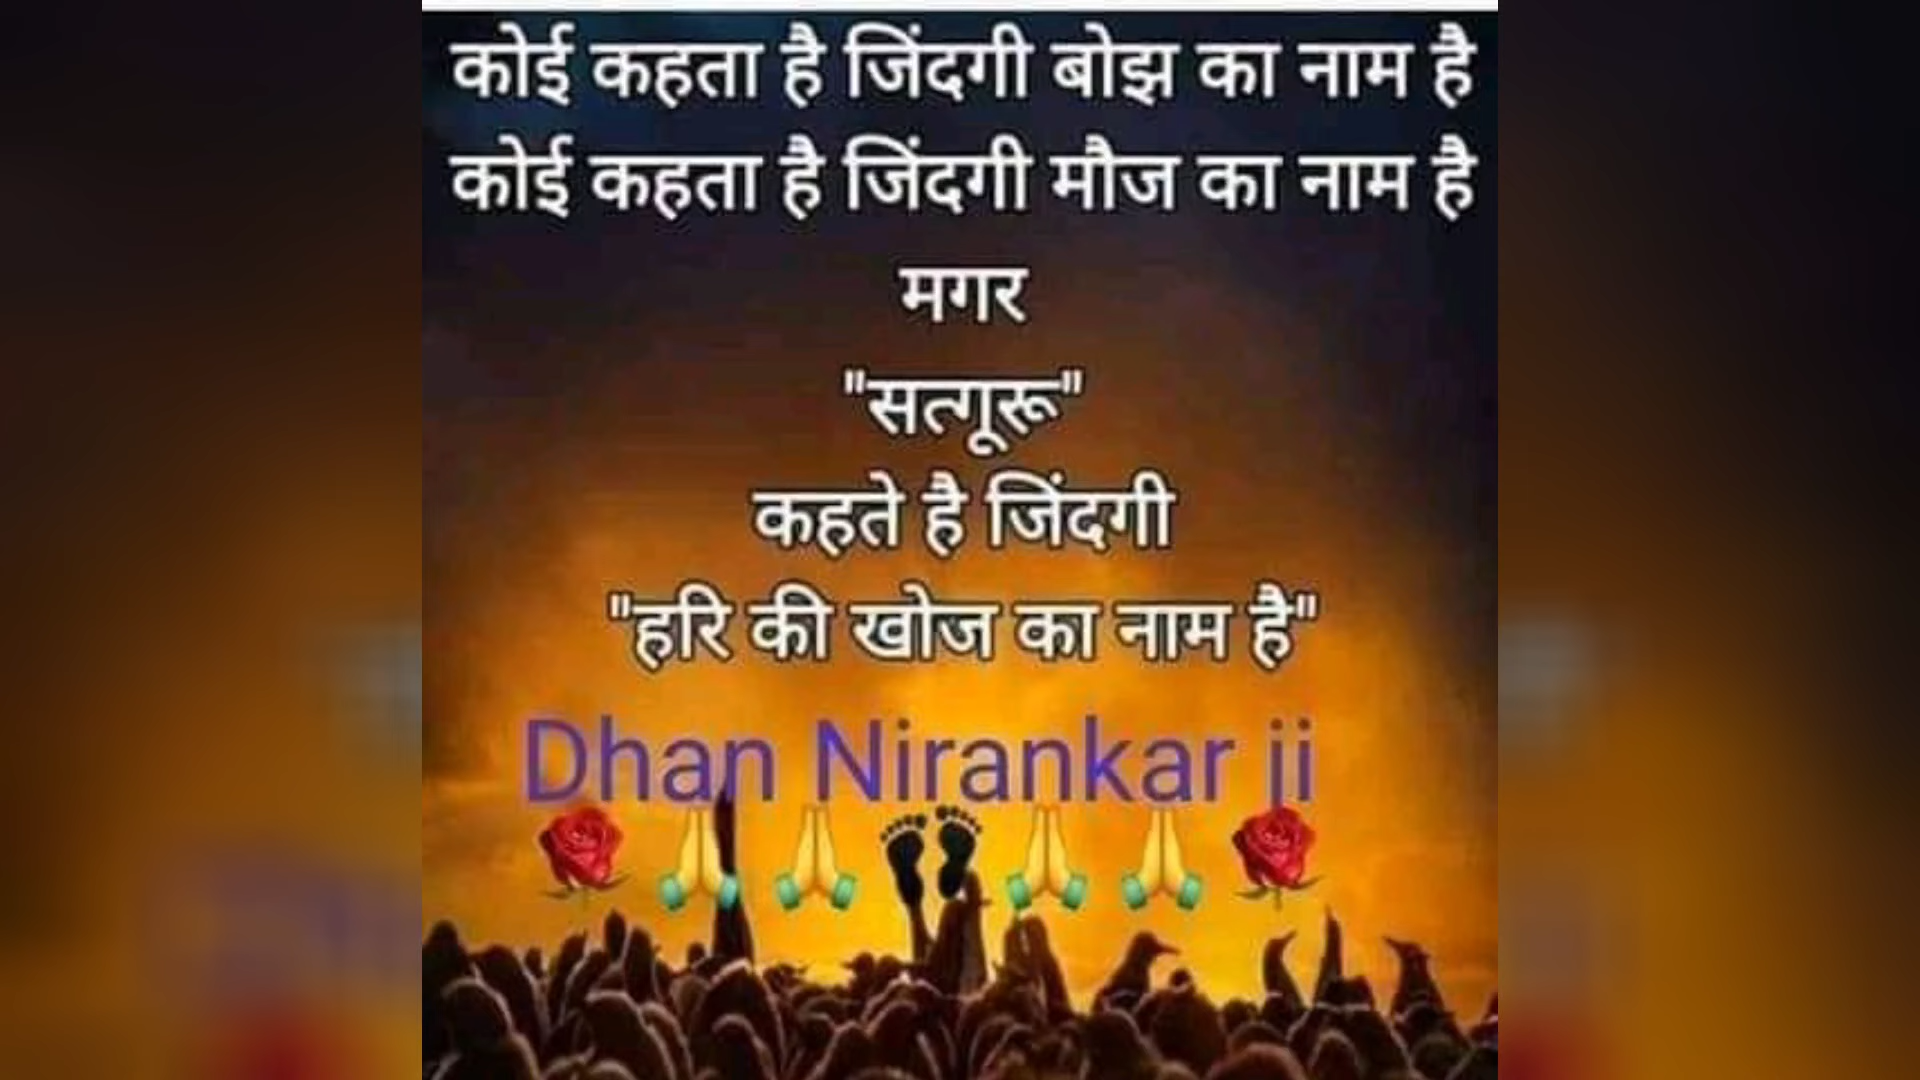 कोई कहता है जिंदगी बोझ का नाम है
कोई कहता है जिंदगी मौज का नाम है
मगर
"सत्गूरू"
कहते है जिंदगी
"हरि की खोज का नाम है"
Dhan Nirankar ji